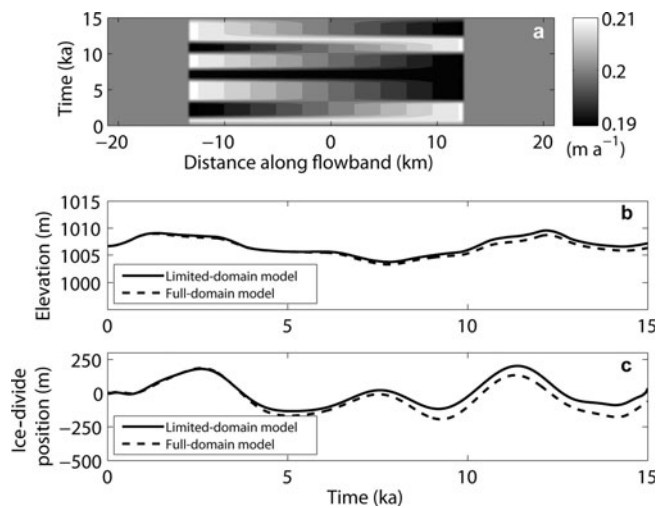 15
10
5
0
Time (ka)
a
0.21
0.2
0.19
(m a⁻¹)
−20
−10
0
10
20
Distance along flowband (km)
1015
1010
1005
1000
Elevation (m)
b
Limited-domain model
Full-domain model
0
5
10
15
250
0
−250
−500
Ice-divide
position (m)
c
Limited-domain model
Full-domain model
0
5
10
15
Time (ka)